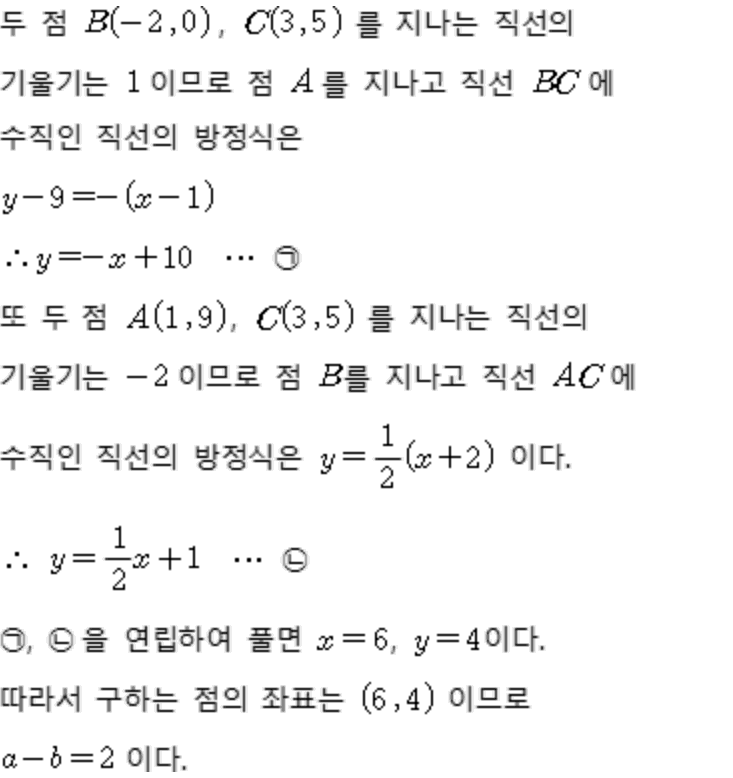 두 점 B(−2,0), C(3,5) 를 지나는 직선의
기울기는 1이므로 점 A를 지나고 직선 BC에
수직인 직선의 방정식은
y−9=−(x−1)
∴y=−x+10 ⋯ ㉠
또 두 점 A(1,9), C(3,5) 를 지나는 직선의
기울기는 −2이므로 점 B를 지나고 직선 AC에
수직인 직선의 방정식은 y=1/2(x+2) 이다.
∴ y=1/2x+1 ⋯ ㉡
㉠, ㉡을 연립하여 풀면 x=6, y=4이다.
따라서 구하는 점의 좌표는 (6,4) 이므로
a−b=2 이다.